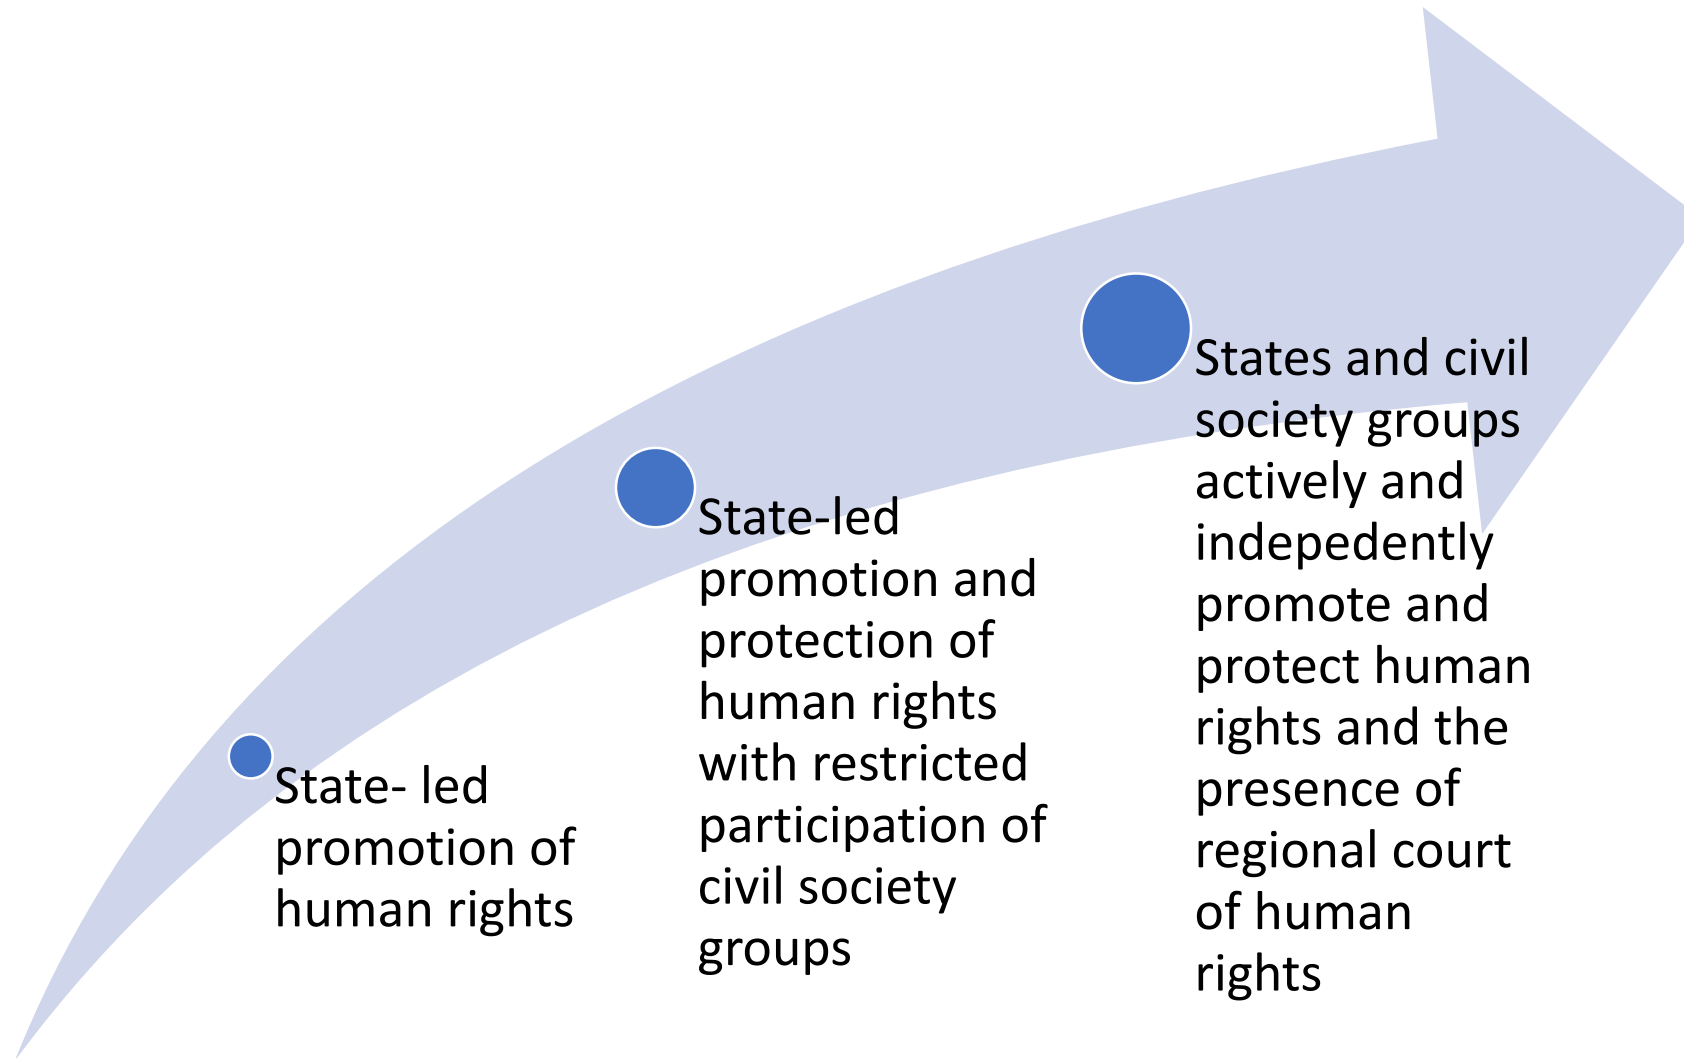 State- led
promotion of
human rights
State-led
promotion and
protection of
human rights
with restricted
participation of
civil society
groups
States and civil
society groups
actively and
indepedently
promote and
protect human
rights and the
presence of
regional court
of human
rights